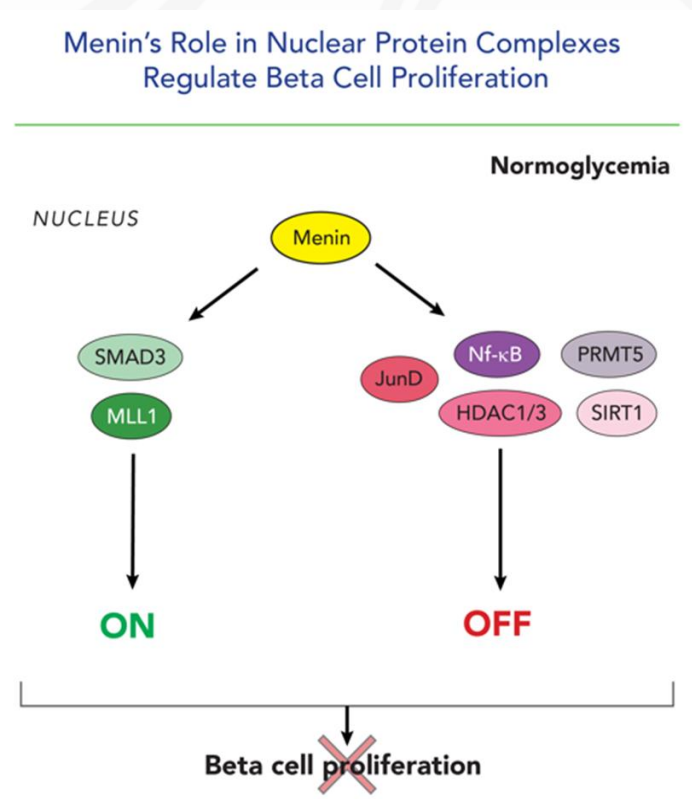 Menin's Role in Nuclear Protein Complexes
Regulate Beta Cell Proliferation
Normoglycemia
NUCLEUS
Menin
SMAD3
MLL1
JunD
Nf-κB
PRMT5
HDAC1/3
SIRT1
ON
OFF
Beta cell proliferation